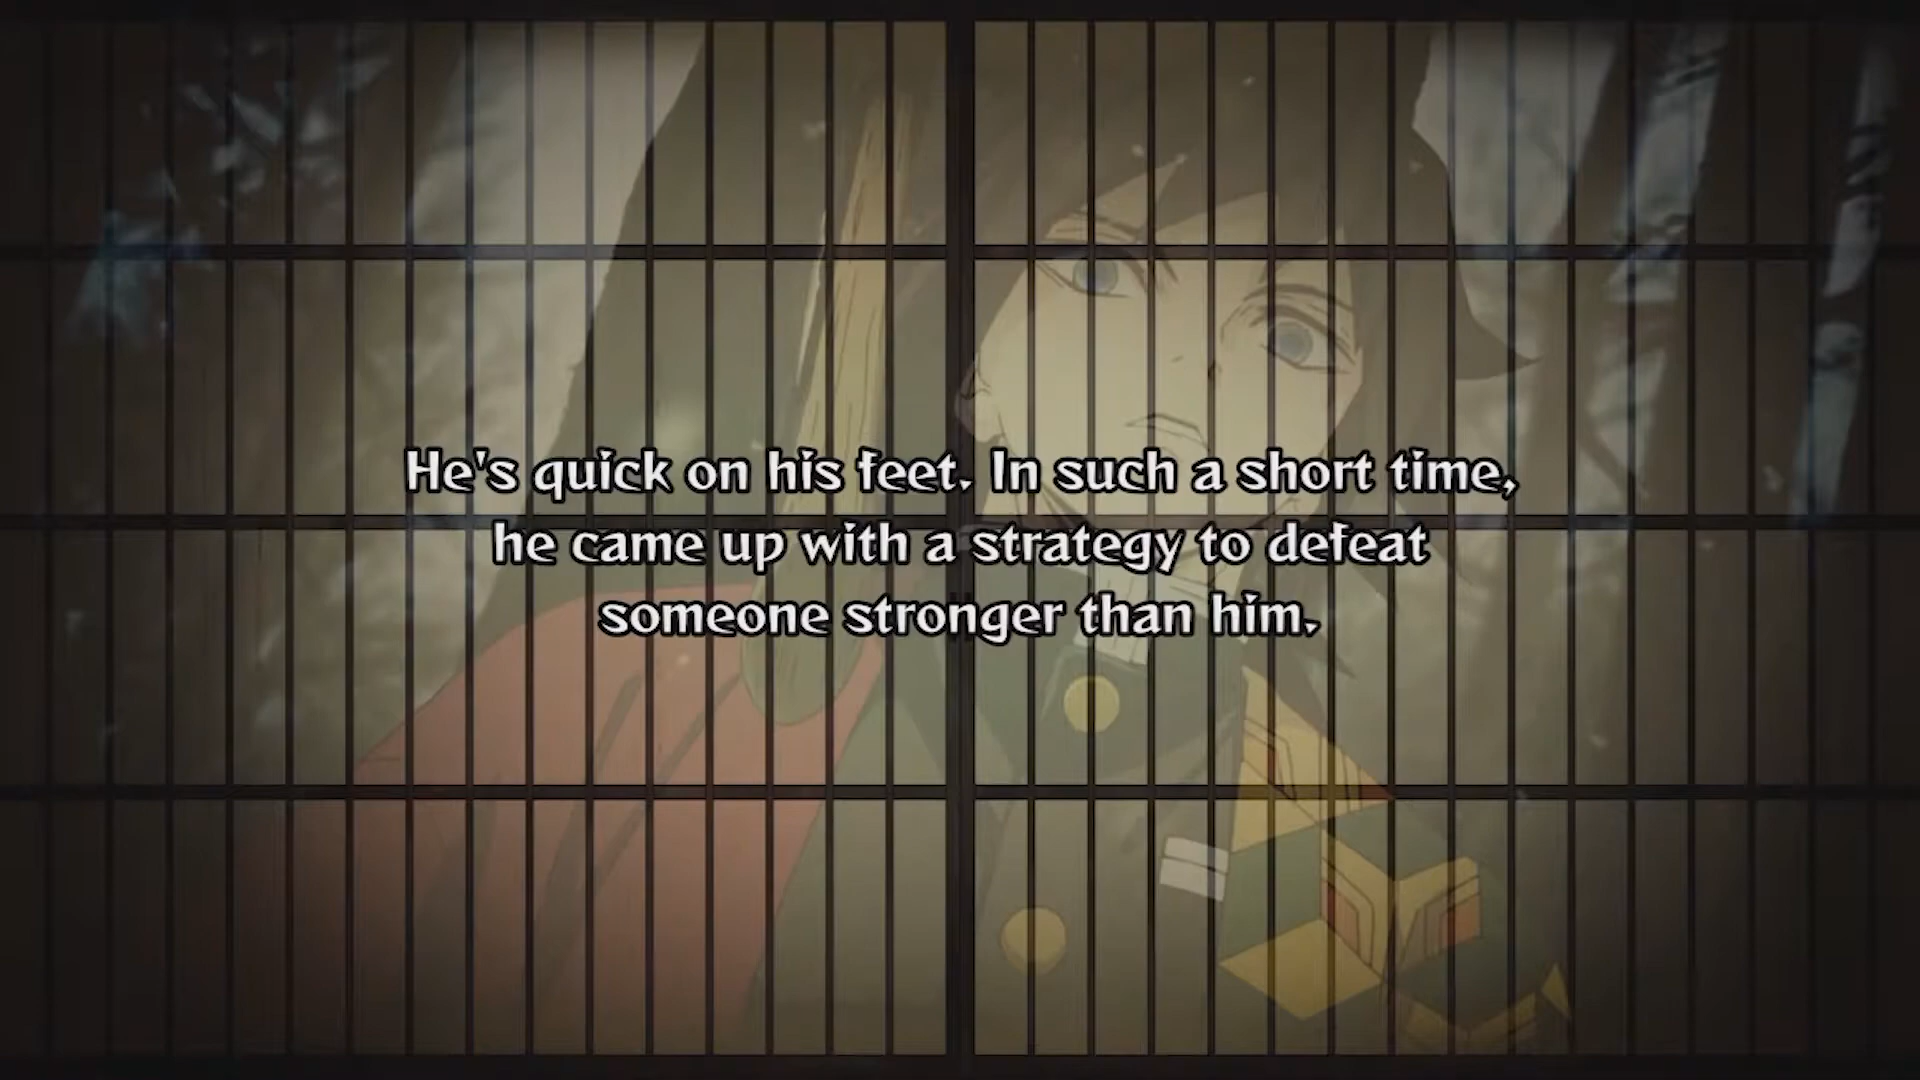 He's quick on his feet. In such a short time,
he came up with a strategy to defeat
someone stronger than him.